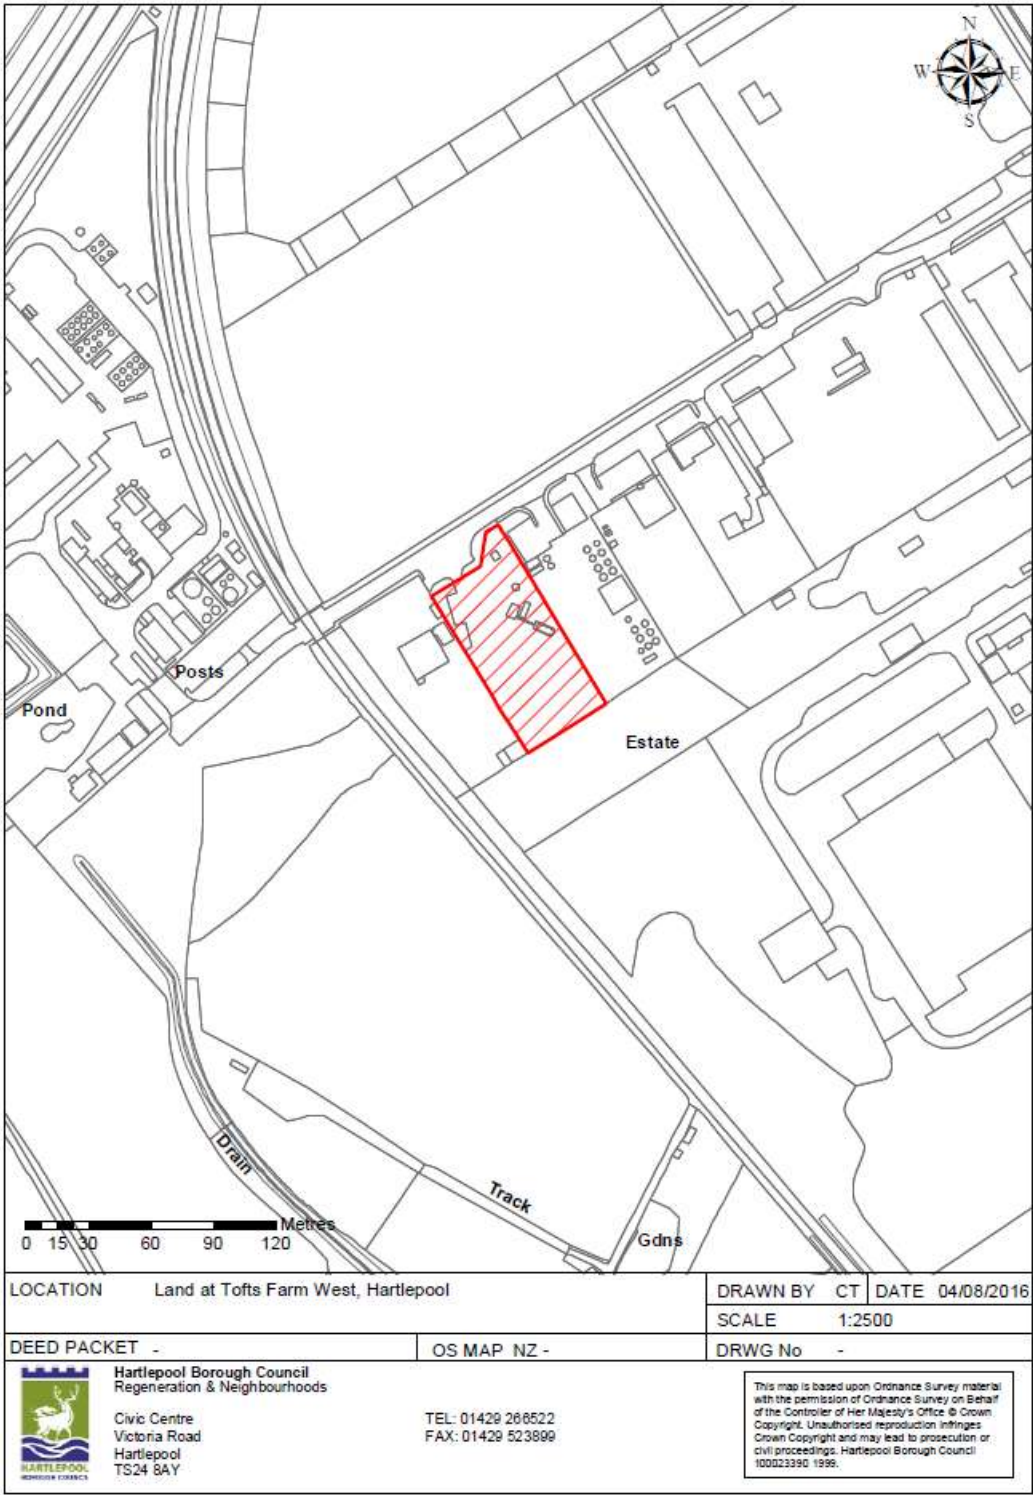 N
W E
S
Posts
Pond
Estate
Drain
Track
Gdns
Metres
0 15 30 60 90 120
LOCATION Land at Tofts Farm West, Hartlepool
DRAWN BY CT DATE 04/08/2016
SCALE 1:2500
DEED PACKET - OS MAP NZ - DRWG No -
Hartlepool Borough Council
Regeneration & Neighbourhoods
Civic Centre
Victoria Road
Hartlepool
TS24 8AY
TEL: 01429 266522
FAX: 01429 523899
HARTLEPOOL
BOROUGH COUNCIL
This map is based upon Ordnance Survey material
with the permission of Ordnance Survey on Behalf
of the Controller of Her Majesty's Office © Crown
Copyright. Unauthorised reproduction infringes
Crown Copyright and may lead to prosecution or
civil proceedings. Hartlepool Borough Council
100023390 1999.